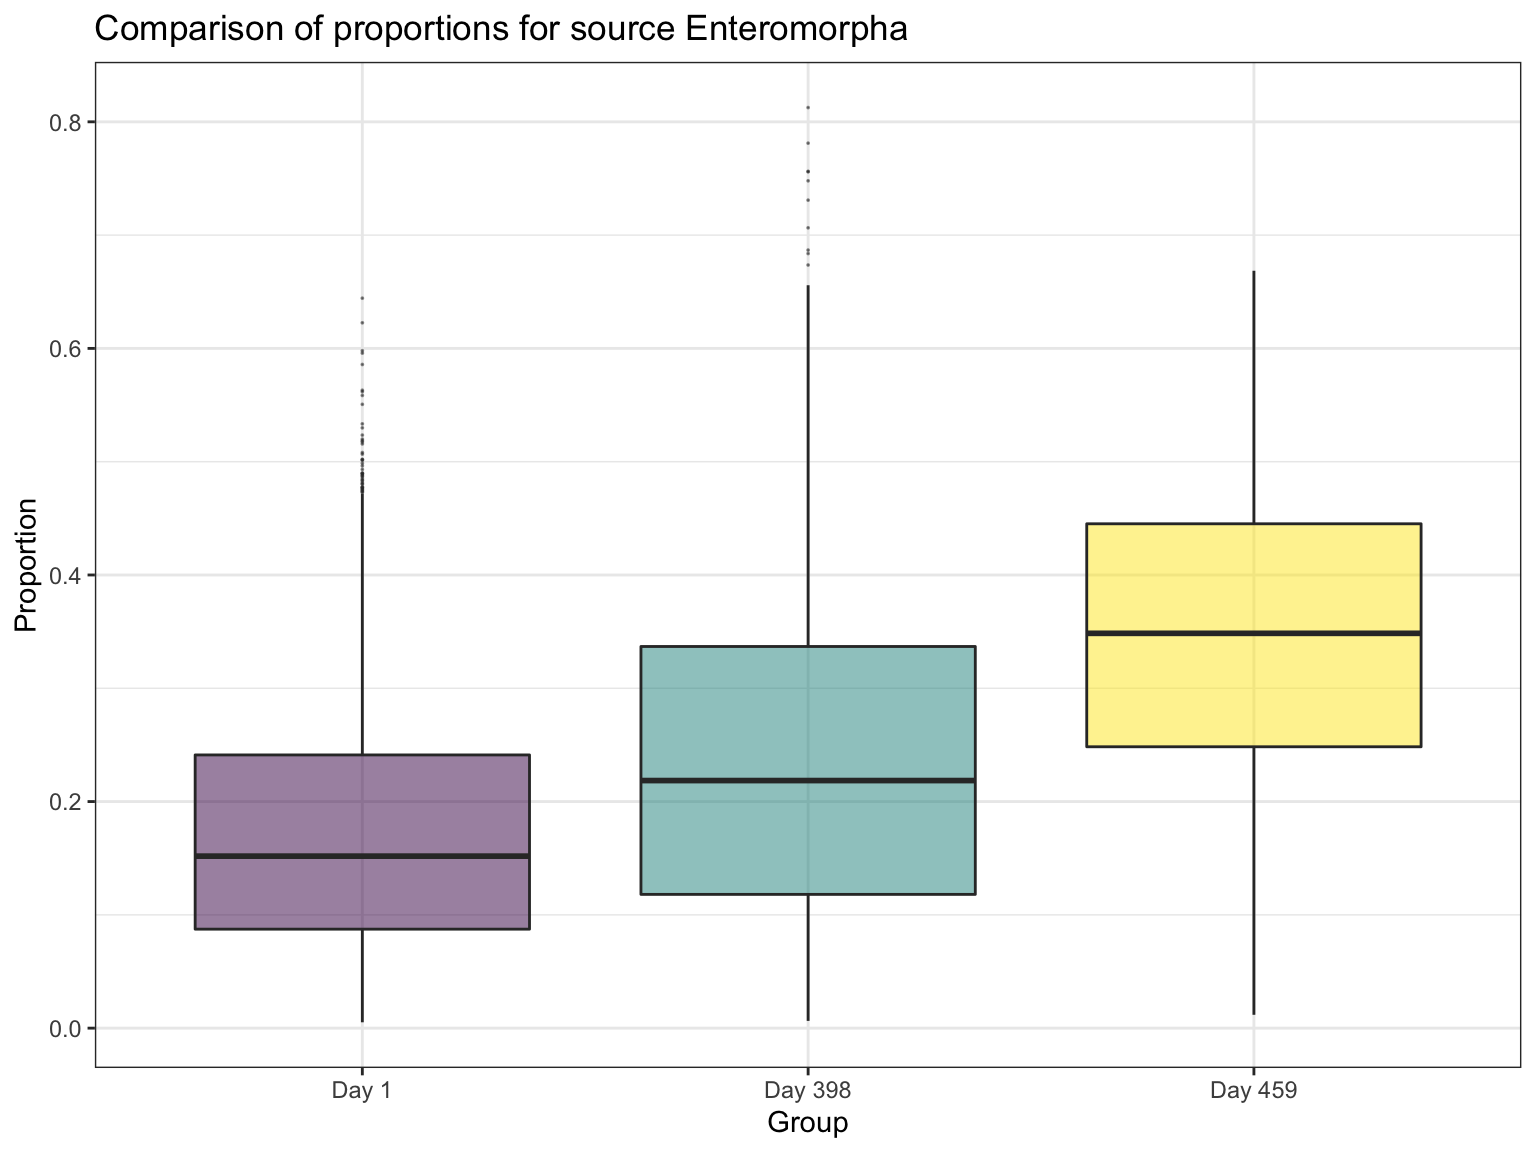 Comparison of proportions for source Enteromorpha
Proportion
0.8
0.6
0.4
0.2
0.0
Day 1
Day 398
Day 459
Group